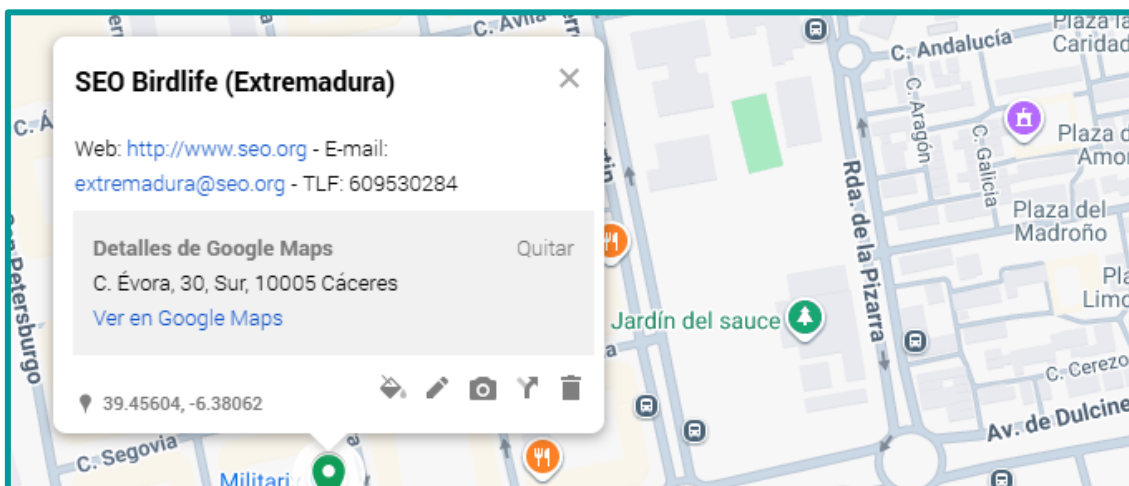 SEO Birdlife (Extremadura)
Web: http://www.seo.org - E-mail:
extremadura@seo.org - TLF: 609530284
Detalles de Google Maps
Quitar
C. Évora, 30, Sur, 10005 Cáceres
Ver en Google Maps
39.45604, -6.38062
C. Ávila
C. Segovia
Militari
San Petersburgo
Jardín del sauce
Rda. de la Pizarra
C. Andalucía
Plaza la
Caridad
C. Aragón
C. Galicia
Plaza d
Amor
Plaza del
Madroño
Pla
Limo
C. Cerezo
Av. de Dulcine